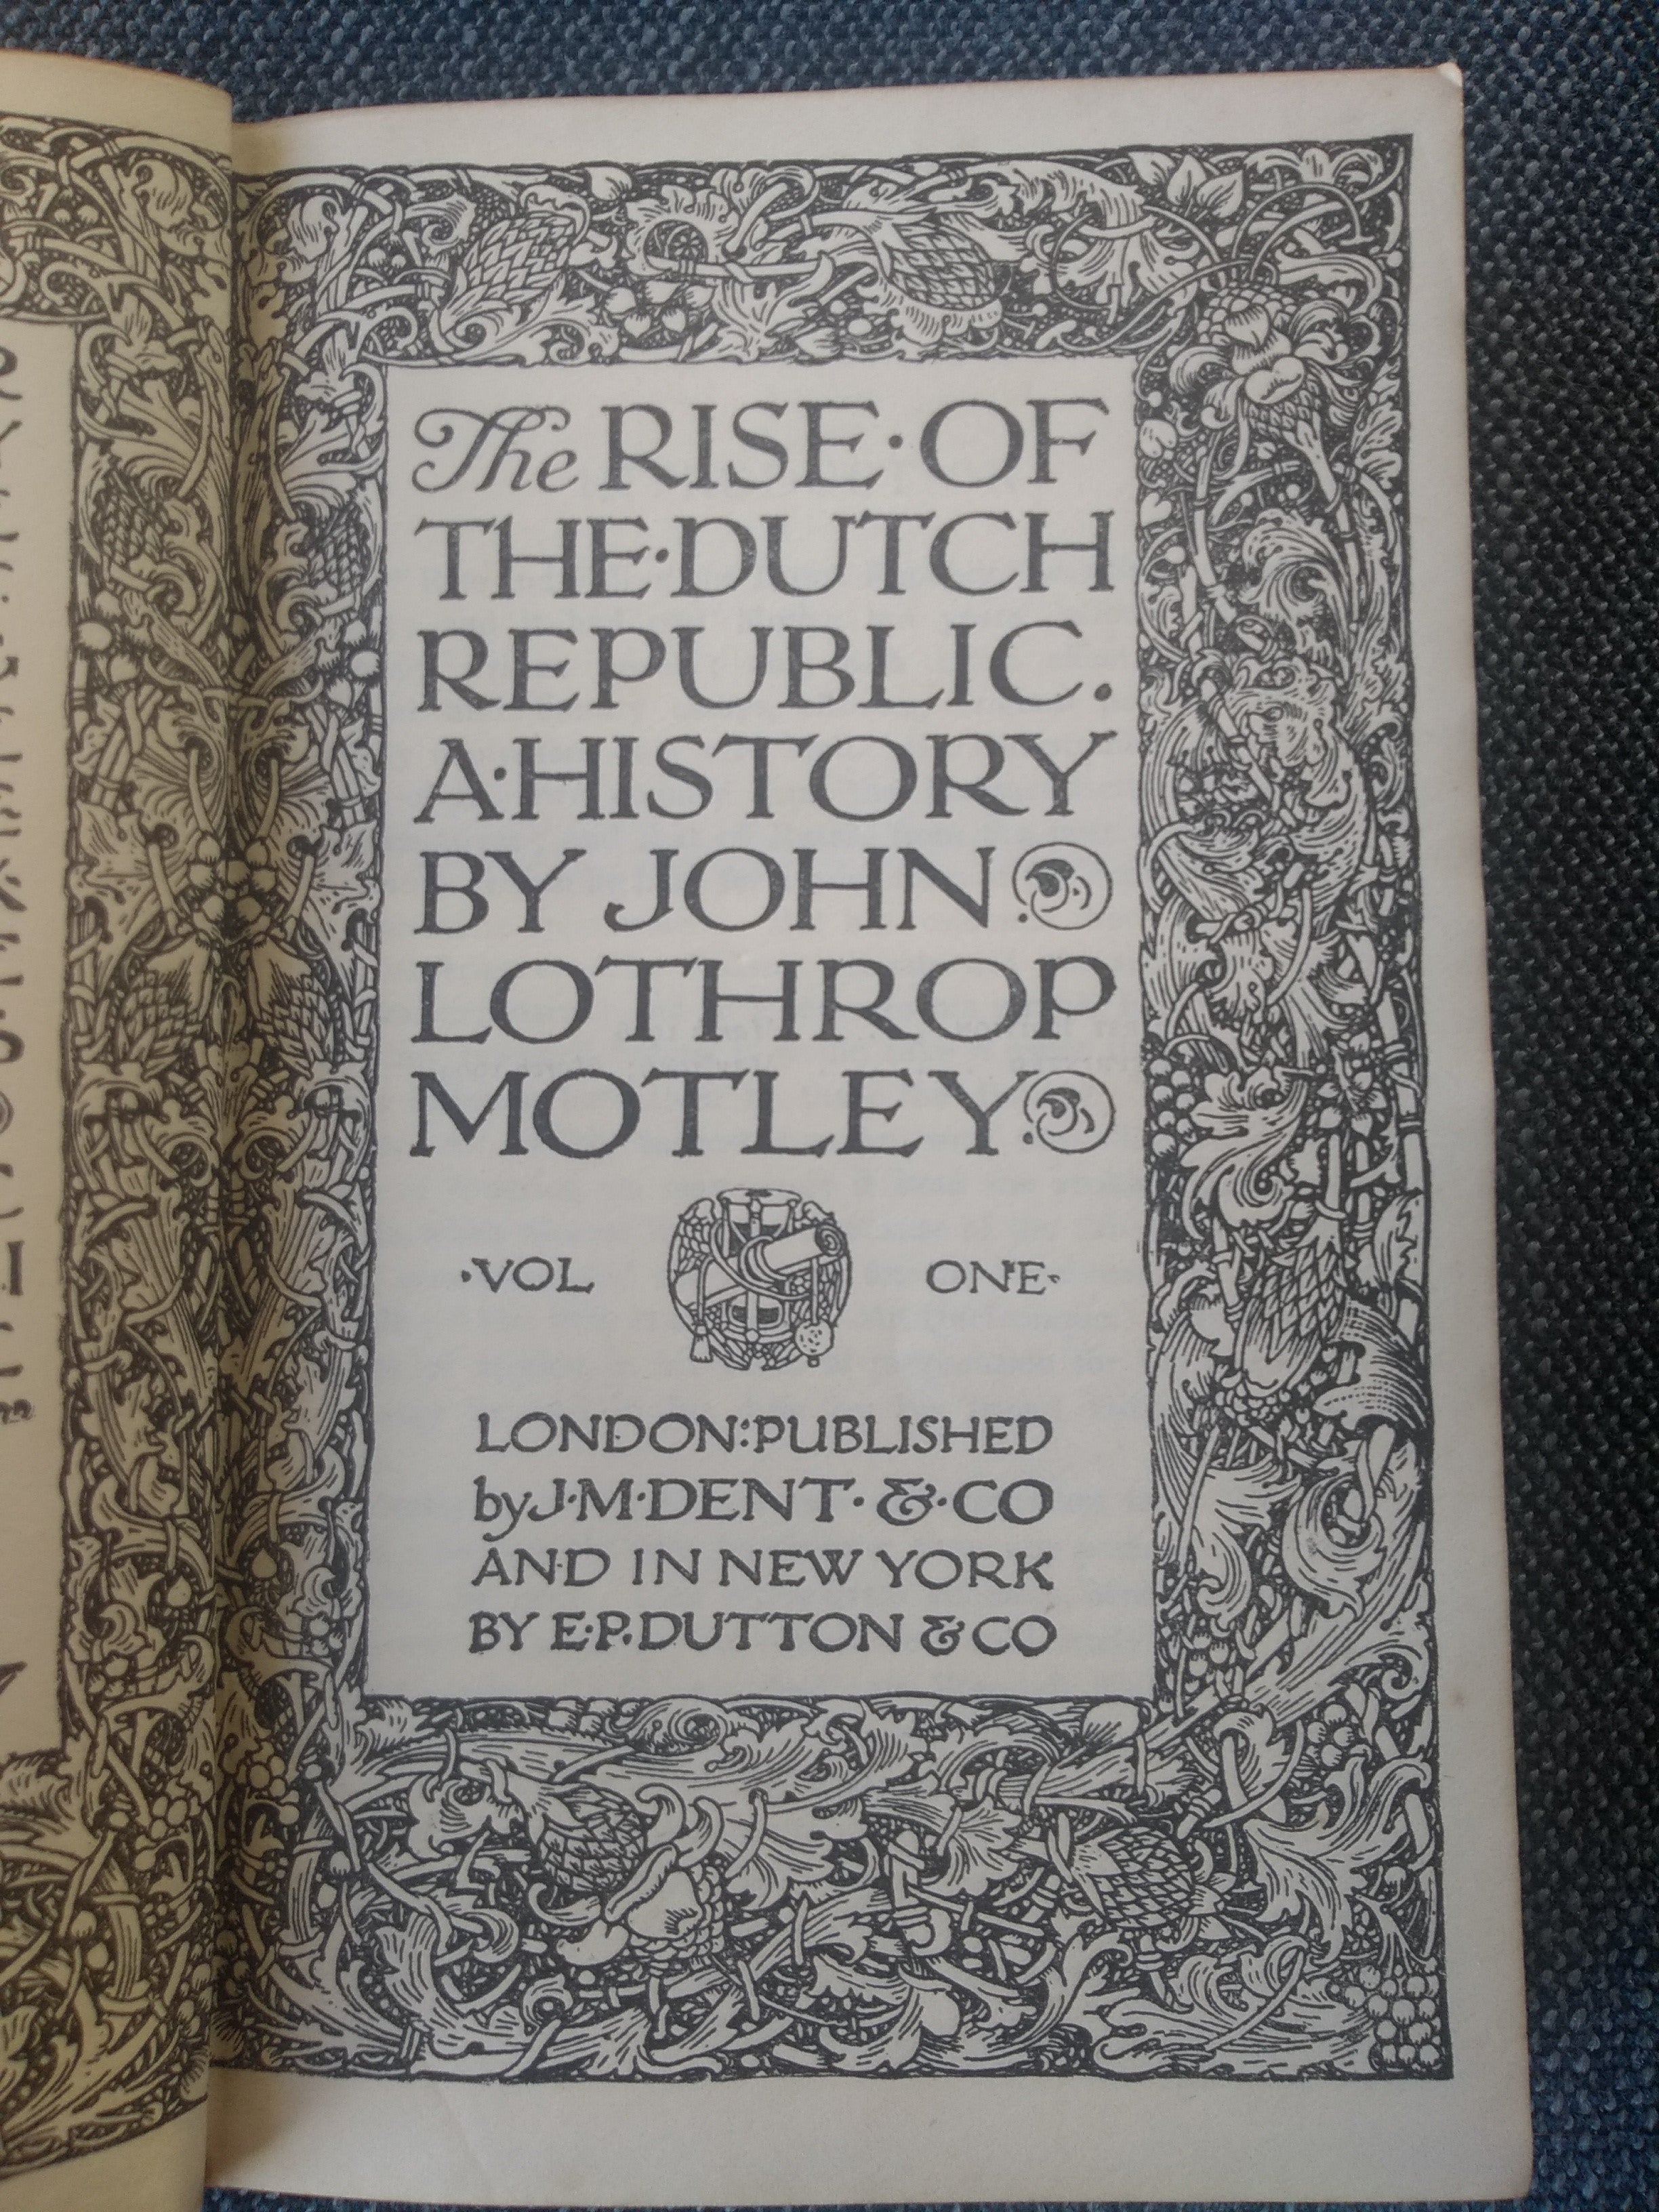 The RISE·OF
THE·DUTCH
REPUBLIC.
A·HISTORY
BY JOHN
LOTHROP
MOTLEY
·VOL ONE·
LONDON:PUBLISHED
by J·M·DENT·&·CO
AND IN NEW YORK
BY E·P·DUTTON & CO